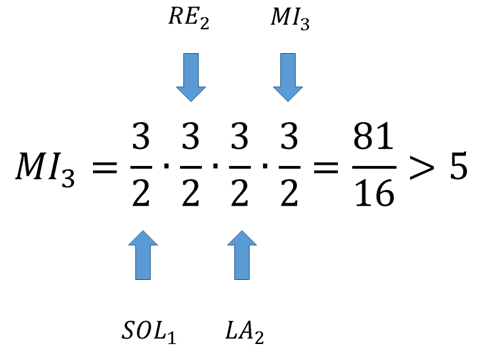 RE₂ MI₃
MI₃ = 3/2 · 3/2 · 3/2 · 3/2 = 81/16 > 5
SOL₁ LA₂